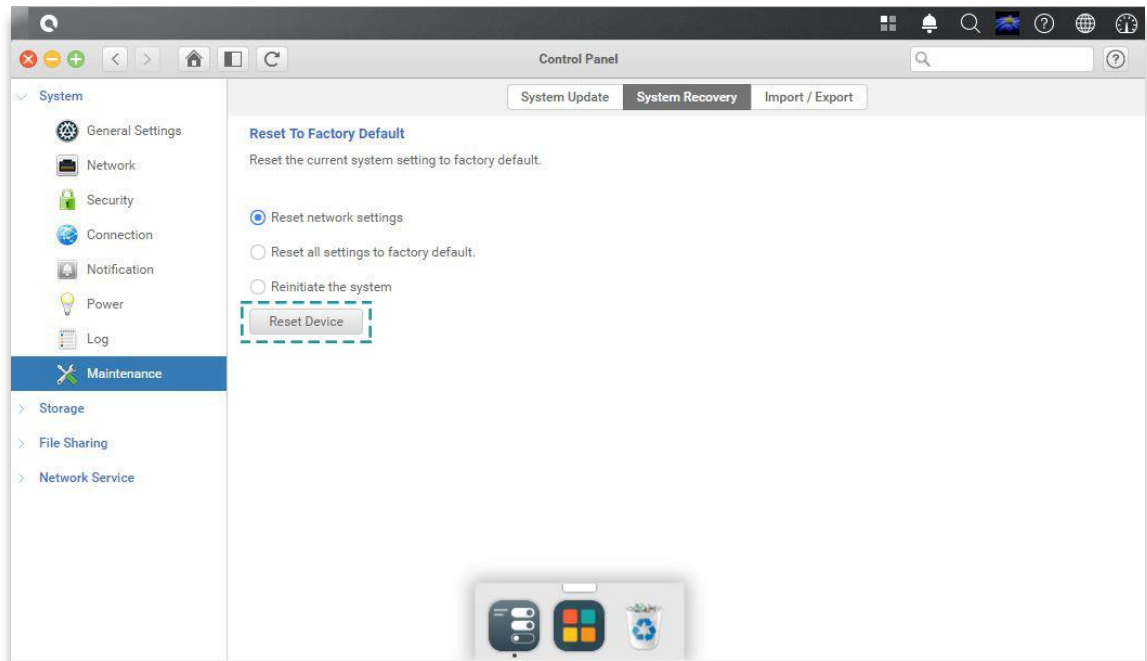 Control Panel
System
General Settings
Network
Security
Connection
Notification
Power
Log
Maintenance
Storage
File Sharing
Network Service
System Update
System Recovery
Import / Export
Reset To Factory Default
Reset the current system setting to factory default.
Reset network settings
Reset all settings to factory default.
Reinitiate the system
Reset Device